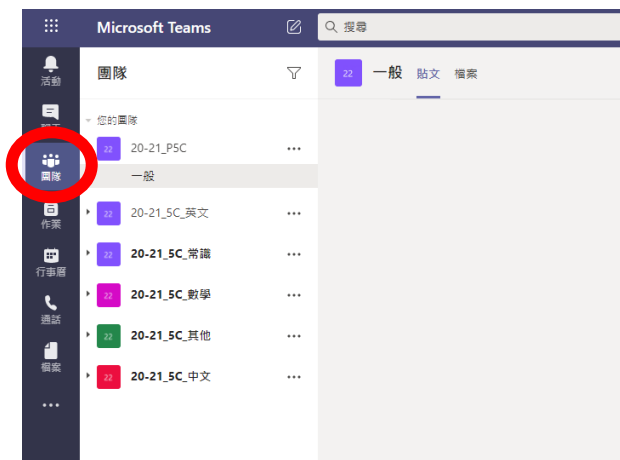 Microsoft Teams
搜尋
活動
團隊
作業
行事曆
通話
檔案
團隊
您的團隊
22 20-21_P5C
一般
22 20-21_5C_英文
22 20-21_5C_常識
22 20-21_5C_數學
22 20-21_5C_其他
22 20-21_5C_中文
22 一般 貼文 檔案